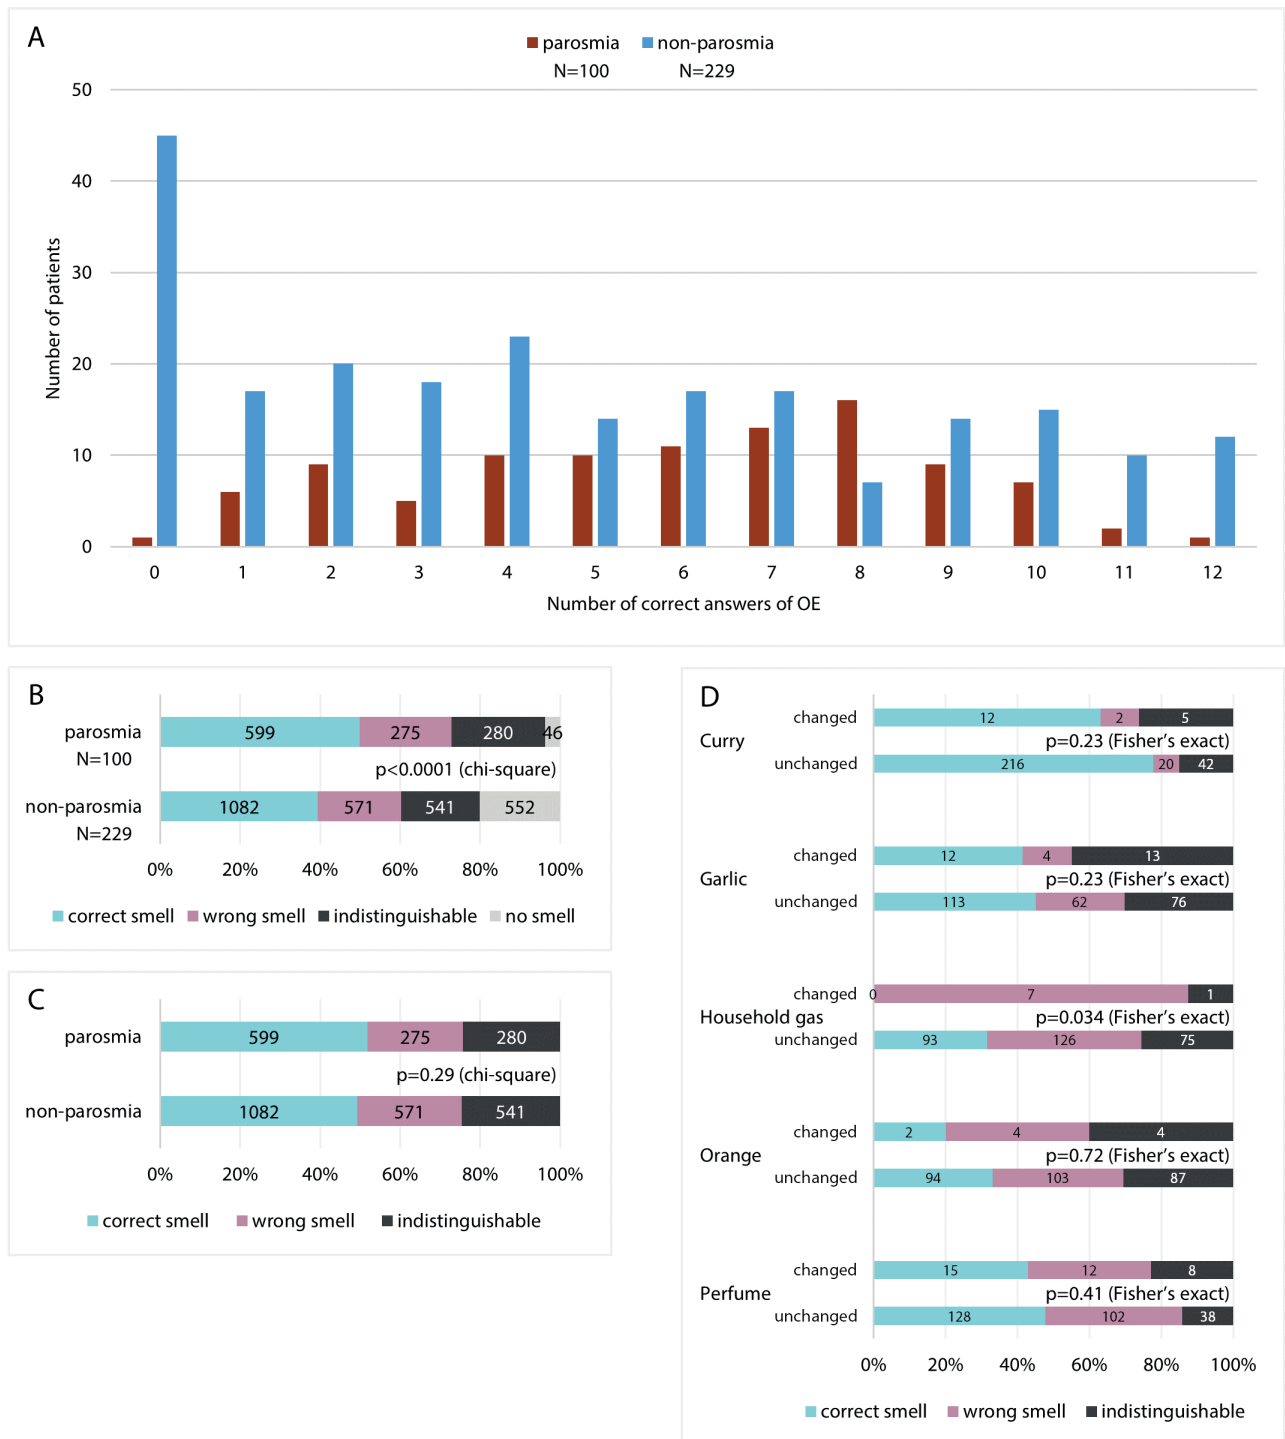 A
parosmia non-parosmia
N=100 N=229
50
40
30
20
10
0
Number of patients
0 1 2 3 4 5 6 7 8 9 10 11 12
Number of correct answers of OE
B
parosmia 599 275 280 46
N=100
p<0.0001 (chi-square)
non-parosmia 1082 571 541 552
N=229
0% 20% 40% 60% 80% 100%
correct smell wrong smell indistinguishable no smell
C
parosmia 599 275 280
p=0.29 (chi-square)
non-parosmia 1082 571 541
0% 20% 40% 60% 80% 100%
correct smell wrong smell indistinguishable
D
changed 12 2 5
Curry p=0.23 (Fisher's exact)
unchanged 216 20 42
changed 12 4 13
Garlic p=0.23 (Fisher's exact)
unchanged 113 62 76
changed 0 7 1
Household gas p=0.034 (Fisher's exact)
unchanged 93 126 75
changed 2 4 4
Orange p=0.72 (Fisher's exact)
unchanged 94 103 87
changed 15 12 8
Perfume p=0.41 (Fisher's exact)
unchanged 128 102 38
0% 20% 40% 60% 80% 100%
correct smell wrong smell indistinguishable